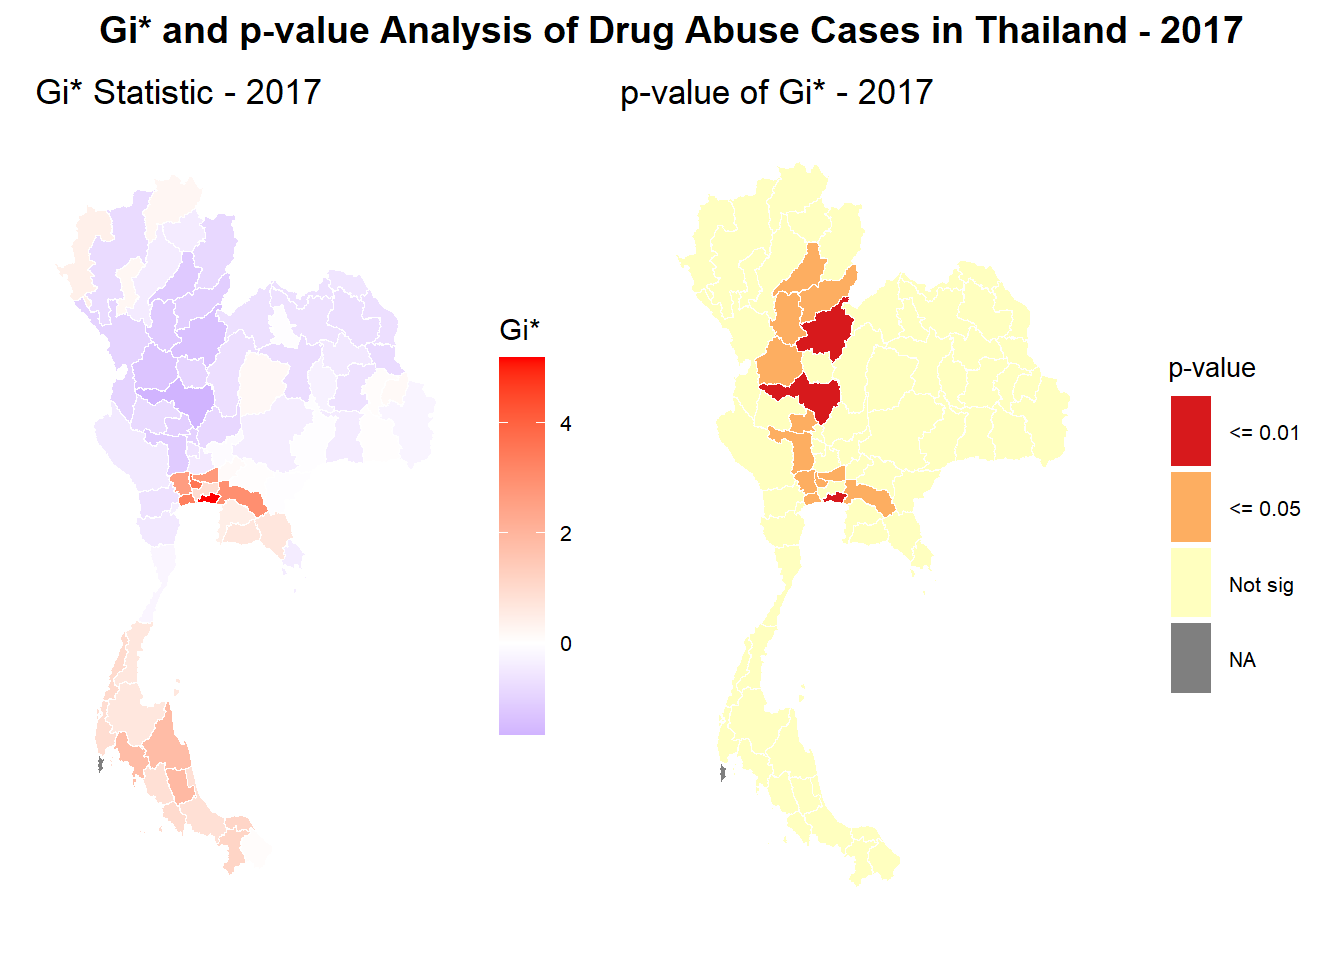 Gi* and p-value Analysis of Drug Abuse Cases in Thailand - 2017
Gi* Statistic - 2017
p-value of Gi* - 2017
Gi*
4
2
0
p-value
<= 0.01
<= 0.05
Not sig
NA